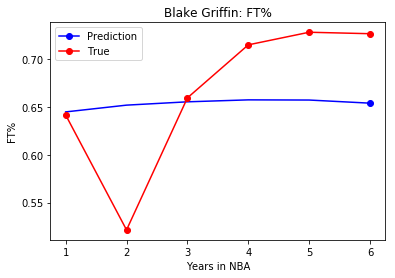 Blake Griffin: FT%
Prediction
True
FT%
0.70
0.65
0.60
0.55
1 2 3 4 5 6
Years in NBA